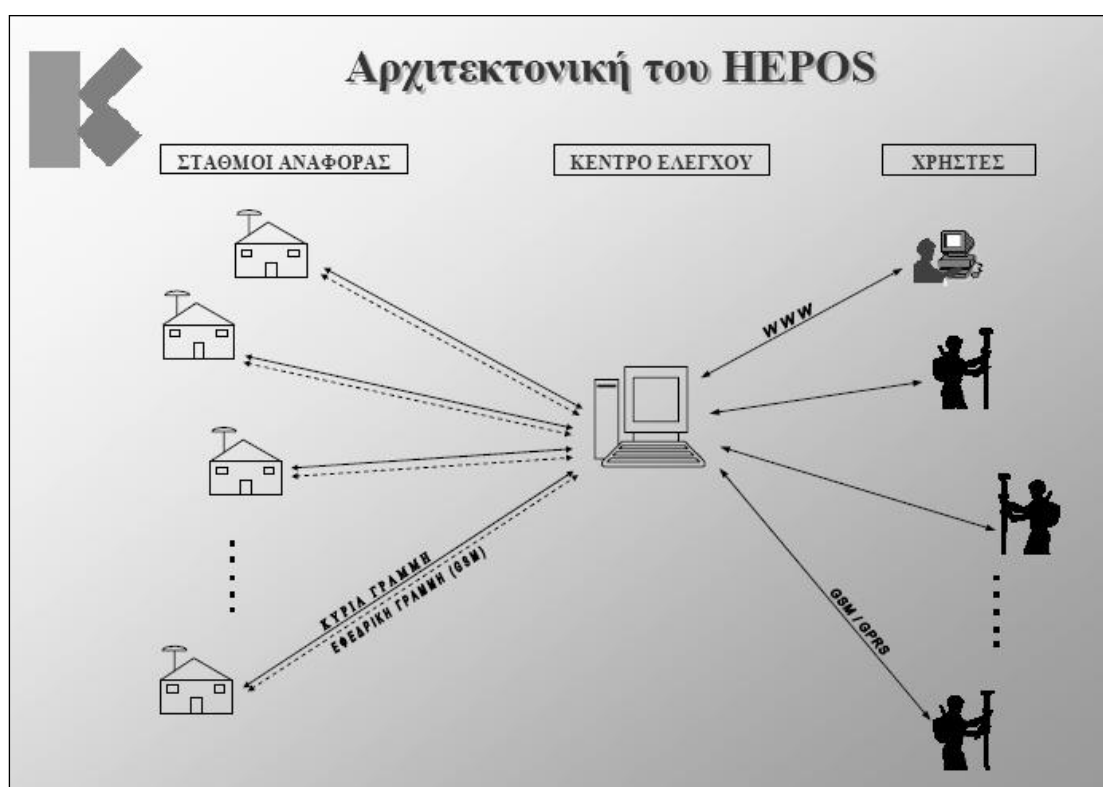 Αρχιτεκτονική του HEPOS
ΣΤΑΘΜΟΙ ΑΝΑΦΟΡΑΣ
ΚΕΝΤΡΟ ΕΛΕΓΧΟΥ
ΧΡΗΣΤΕΣ
WWW
ΚΥΡΙΑ ΓΡΑΜΜΗ
ΕΦΕΔΡΙΚΗ ΓΡΑΜΜΗ (GSM)
GSM / GPRS